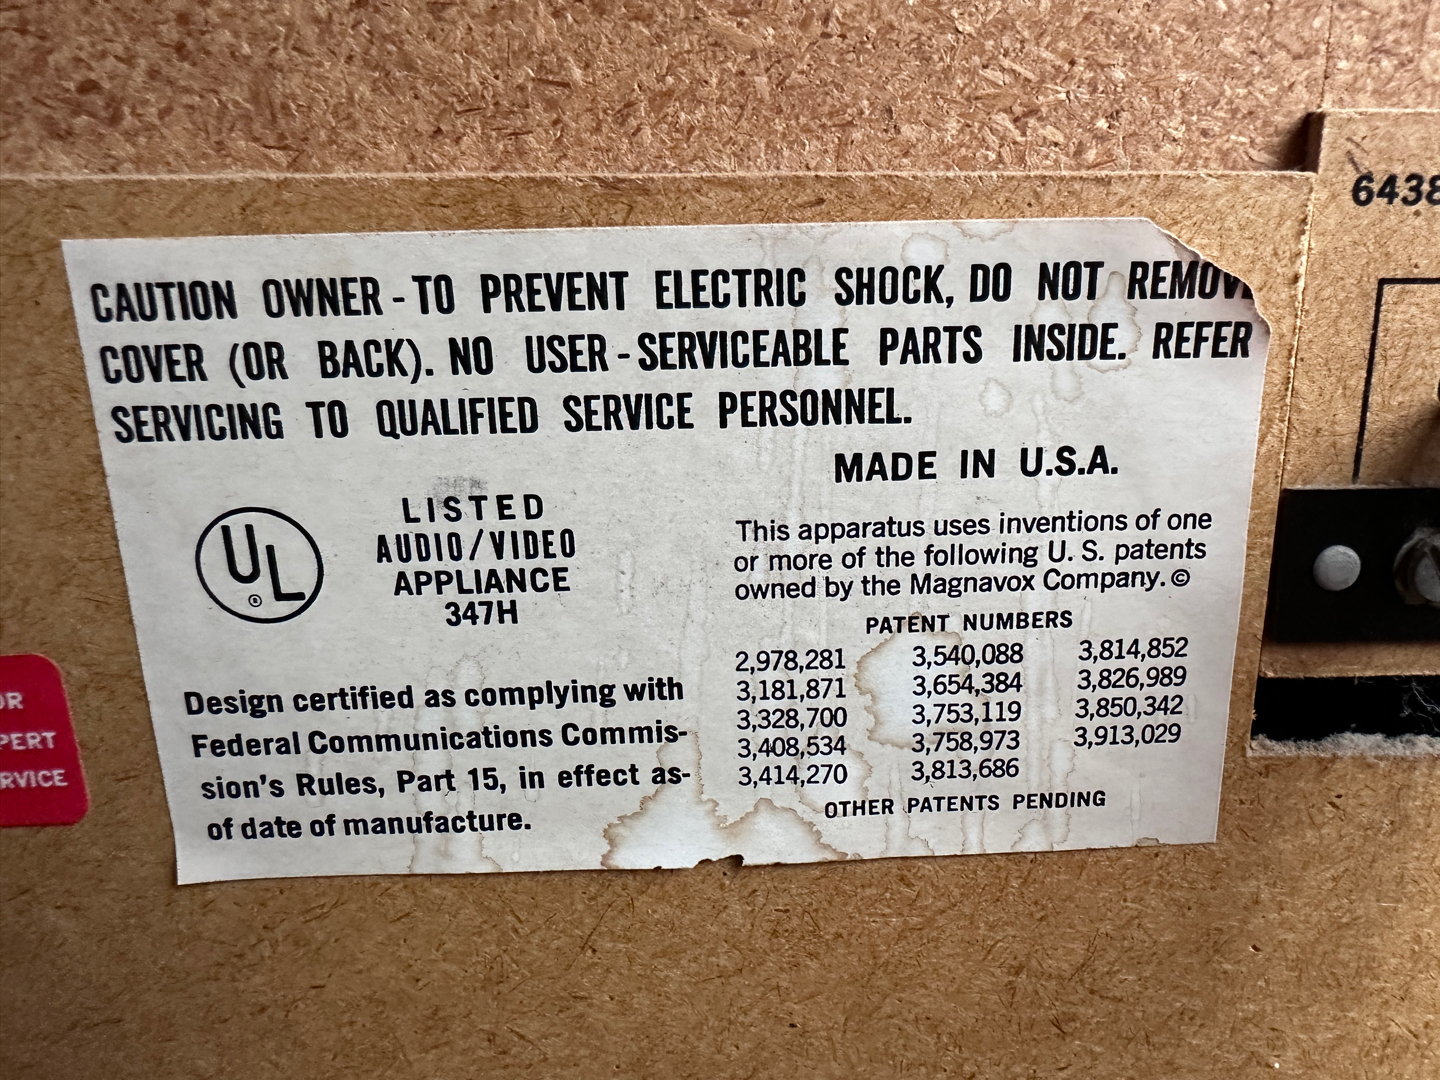 CAUTION OWNER - TO PREVENT ELECTRIC SHOCK, DO NOT REMOVE
COVER (OR BACK). NO USER - SERVICEABLE PARTS INSIDE. REFER
SERVICING TO QUALIFIED SERVICE PERSONNEL.
MADE IN U.S.A.
UL
®
LISTED
AUDIO/VIDEO
APPLIANCE
347H
Design certified as complying with
Federal Communications Commis-
sion's Rules, Part 15, in effect as-
of date of manufacture.
This apparatus uses inventions of one
or more of the following U. S. patents
owned by the Magnavox Company. ©
PATENT NUMBERS
2,978,281 3,540,088 3,814,852
3,181,871 3,654,384 3,826,989
3,328,700 3,753,119 3,850,342
3,408,534 3,758,973 3,913,029
3,414,270 3,813,686
OTHER PATENTS PENDING
6438
OR
PERT
RVICE